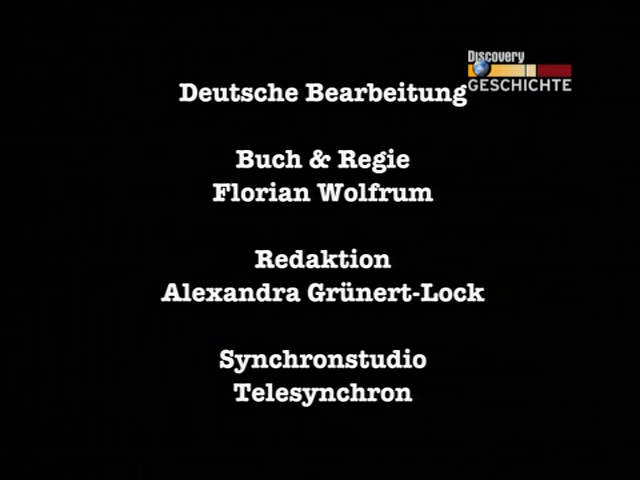 Discovery
GESCHICHTE
Deutsche Bearbeitung
Buch & Regie
Florian Wolfrum
Redaktion
Alexandra Grünert-Lock
Synchronstudio
Telesynchron